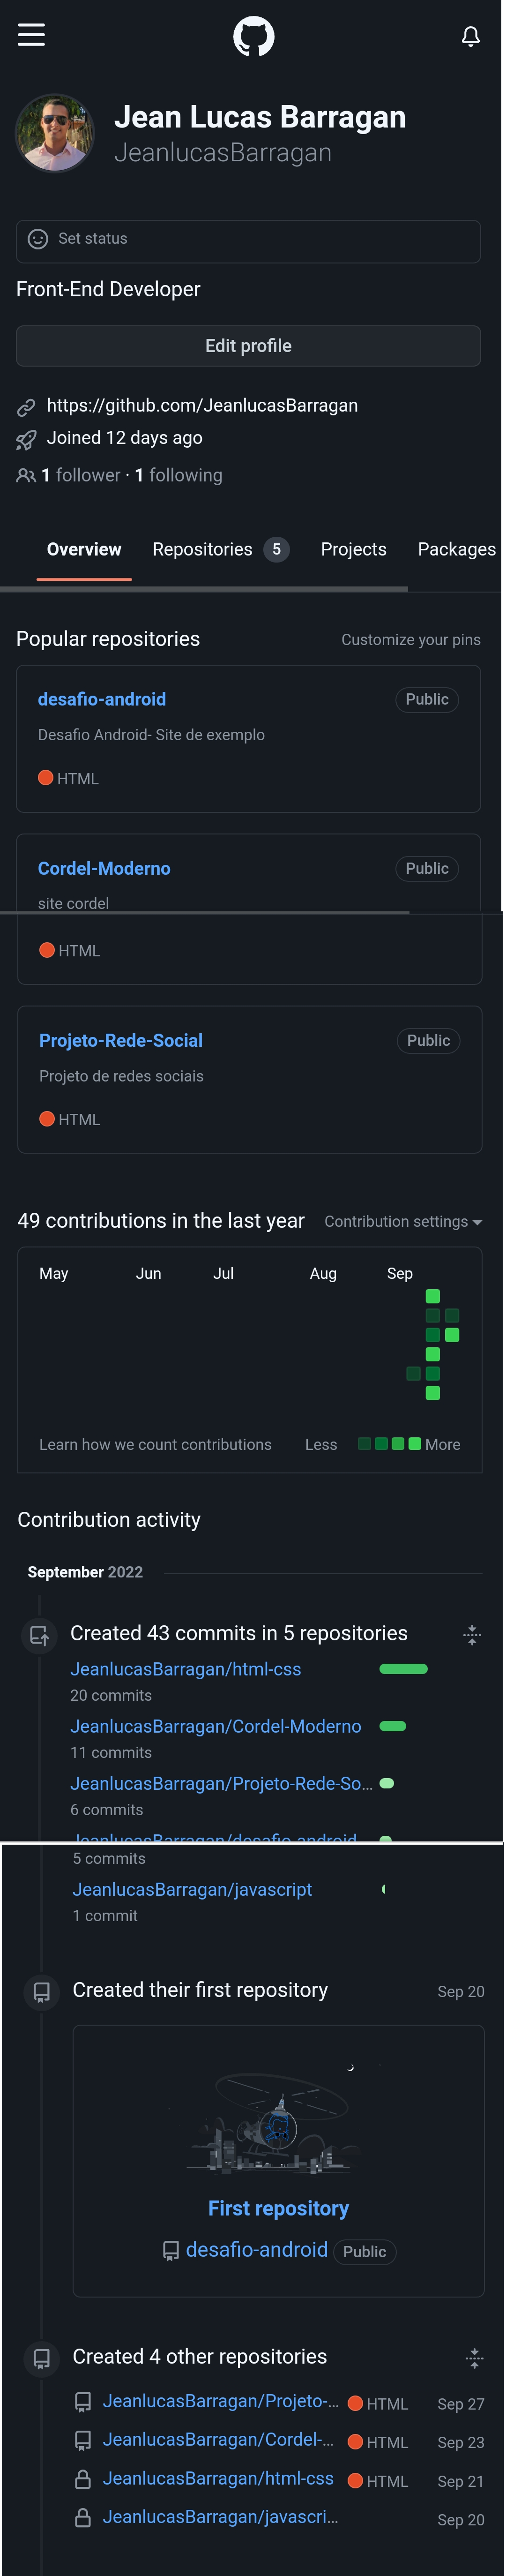 Jean Lucas Barragan
JeanlucasBarragan
Set status
Front-End Developer
Edit profile
https://github.com/JeanlucasBarragan
Joined 12 days ago
1 follower · 1 following
Overview Repositories 5 Projects Packages
Popular repositories Customize your pins
desafio-android Public
Desafio Android- Site de exemplo
HTML
Cordel-Moderno Public
site cordel
HTML
Projeto-Rede-Social Public
Projeto de redes sociais
HTML
49 contributions in the last year Contribution settings
May Jun Jul Aug Sep
Learn how we count contributions Less More
Contribution activity
September 2022
Created 43 commits in 5 repositories
JeanlucasBarragan/html-css
20 commits
JeanlucasBarragan/Cordel-Moderno
11 commits
JeanlucasBarragan/Projeto-Rede-So...
6 commits
JeanlucasBarragan/desafio-android
5 commits
JeanlucasBarragan/javascript
1 commit
Created their first repository Sep 20
First repository
desafio-android Public
Created 4 other repositories
JeanlucasBarragan/Projeto-... HTML Sep 27
JeanlucasBarragan/Cordel-... HTML Sep 23
JeanlucasBarragan/html-css HTML Sep 21
JeanlucasBarragan/javascri... Sep 20